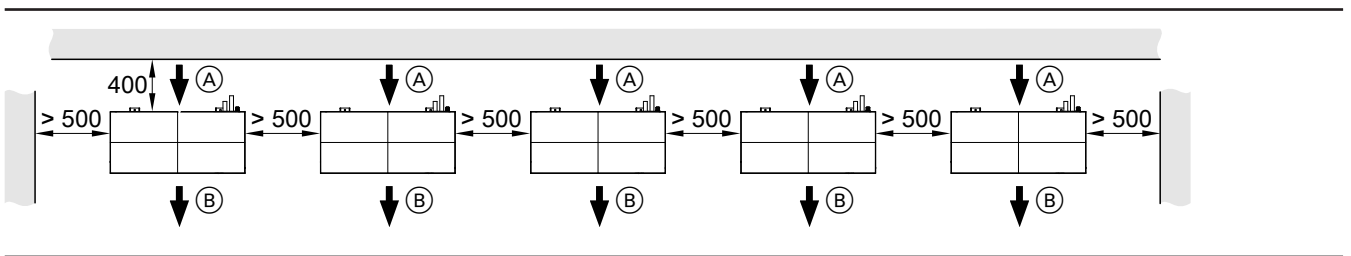 Ⓐ Ⓐ Ⓐ Ⓐ Ⓐ
400
> 500 > 500 > 500 > 500 > 500 > 500
Ⓑ Ⓑ Ⓑ Ⓑ Ⓑ